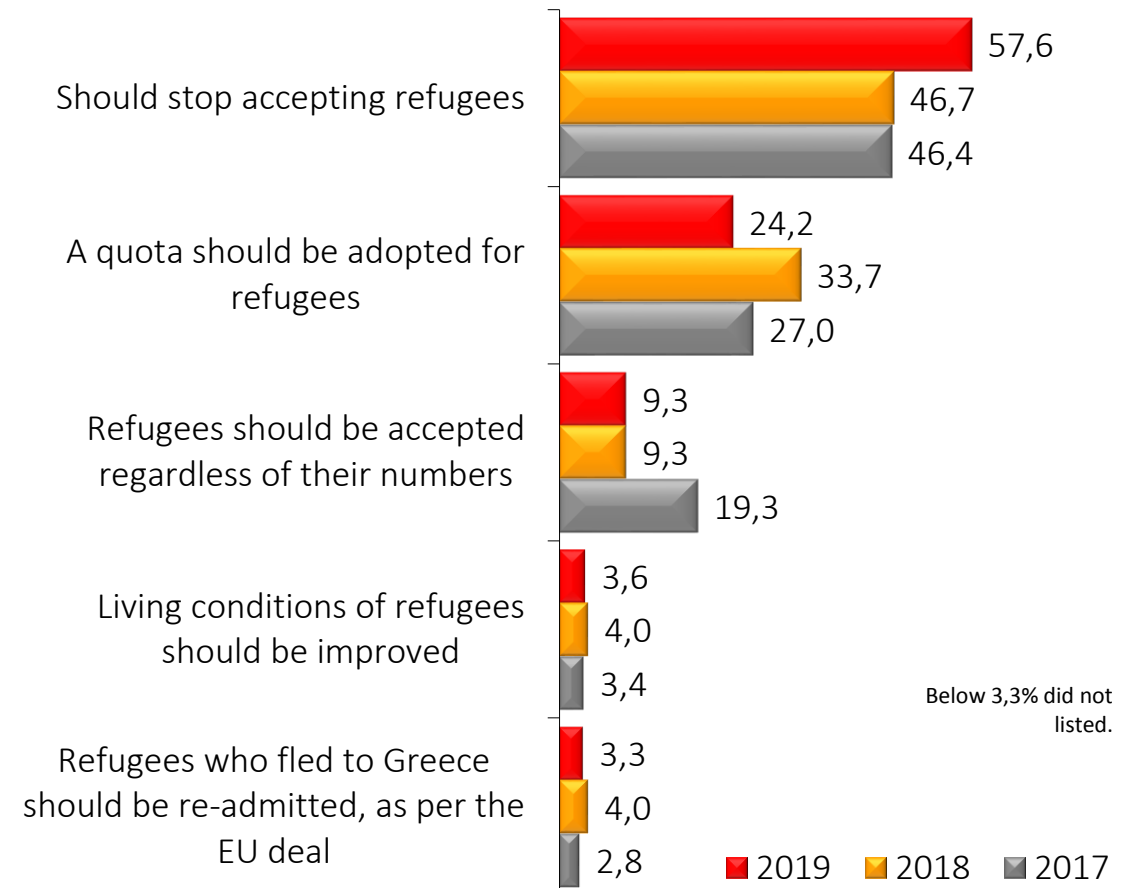 Should stop accepting refugees
57,6
46,7
46,4
A quota should be adopted for
refugees
24,2
33,7
27,0
Refugees should be accepted
regardless of their numbers
9,3
9,3
19,3
Living conditions of refugees
should be improved
3,6
4,0
3,4
Below 3,3% did not
listed.
Refugees who fled to Greece
should be re-admitted, as per the
EU deal
3,3
4,0
2,8
2019 2018 2017